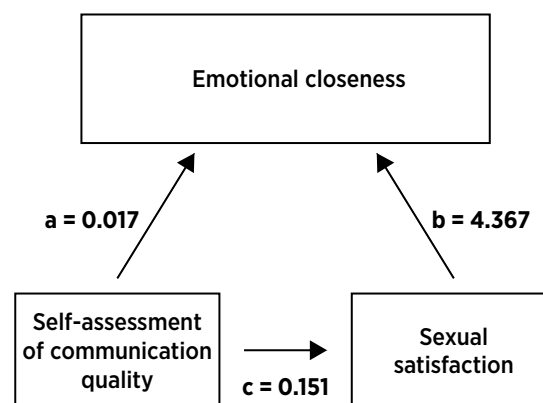 Emotional closeness
a = 0.017
b = 4.367
Self-assessment
of communication
quality
Sexual
satisfaction
c = 0.151